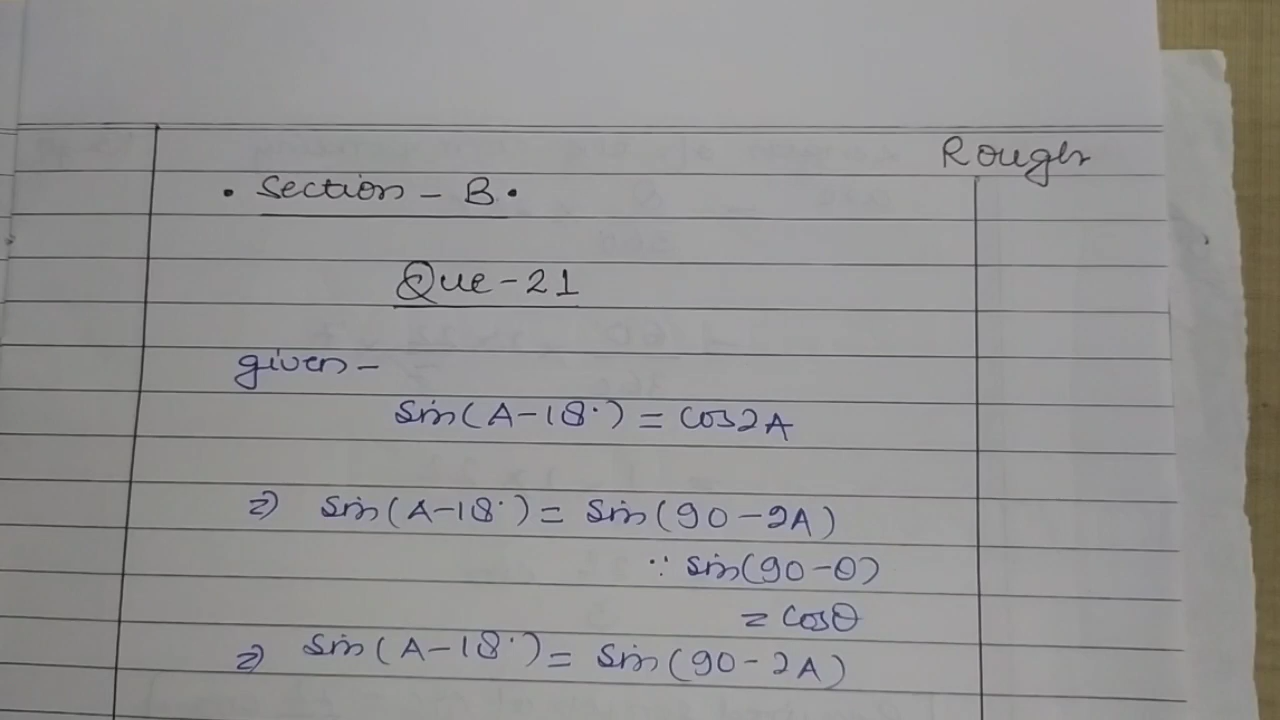 Rough
• Section - B •
Que-21
given -
Sin(A-18°) = Cos2A
⇒ Sin(A-18°) = Sin(90-2A)
∵ Sin(90-θ)
= Cosθ
⇒ Sin(A-18°) = Sin(90-2A)